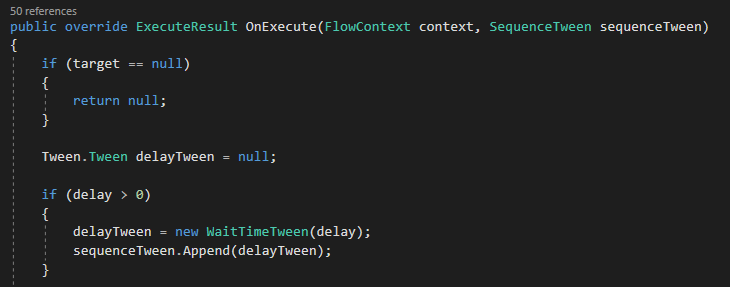 50 references
public override ExecuteResult OnExecute(FlowContext context, SequenceTween sequenceTween)
{
    if (target == null)
    {
        return null;
    }

    Tween.Tween delayTween = null;

    if (delay > 0)
    {
        delayTween = new WaitTimeTween(delay);
        sequenceTween.Append(delayTween);
    }